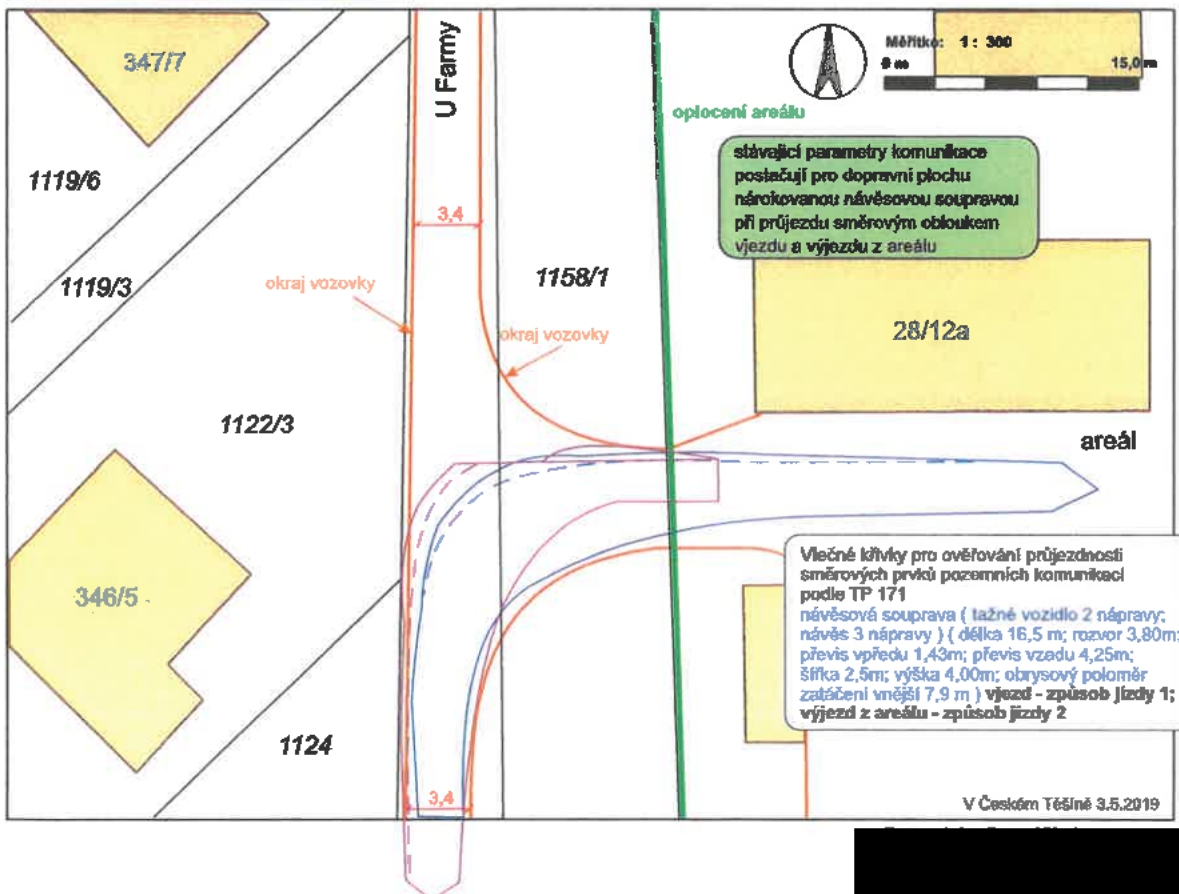 347/7
U Farmy
Měřítko: 1 : 300
0 m 15,0 m
oplocení areálu
stávající parametry komunikace
postačují pro dopravní plochu
nárokovanou návěsovou soupravou
při průjezdu směrovým obloukem
vjezdu a výjezdu z areálu
1119/6
3,4
1119/3
okraj vozovky
1158/1
okraj vozovky
28/12a
1122/3
areál
Vlečné křivky pro ověřování průjezdnosti
směrových prvků pozemních komunikací
podle TP 171
návěsová souprava ( tažné vozidlo 2 nápravy;
návěs 3 nápravy ) ( délka 16,5 m; rozvor 3,80m;
převis vpředu 1,43m; převis vzadu 4,25m;
šířka 2,5m; výška 4,00m; obrysový poloměr
zatáčení vnější 7,9 m ) vjezd - způsob jízdy 1;
výjezd z areálu - způsob jízdy 2
346/5
1124
3,4
V Českém Těšíně 3.5.2019